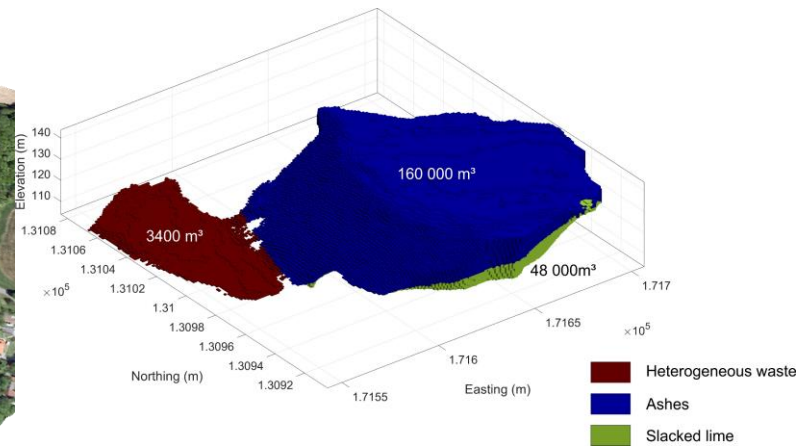 140
130
120
110
Elevation (m)
160 000 m³
3400 m³
48 000m³
1.3108
1.3106
1.3104
1.3102
1.31
1.3098
1.3096
1.3094
1.3092
×10⁵
Northing (m)
1.717
1.7165
1.716
1.7155
×10⁵
Easting (m)
Heterogeneous waste
Ashes
Slacked lime